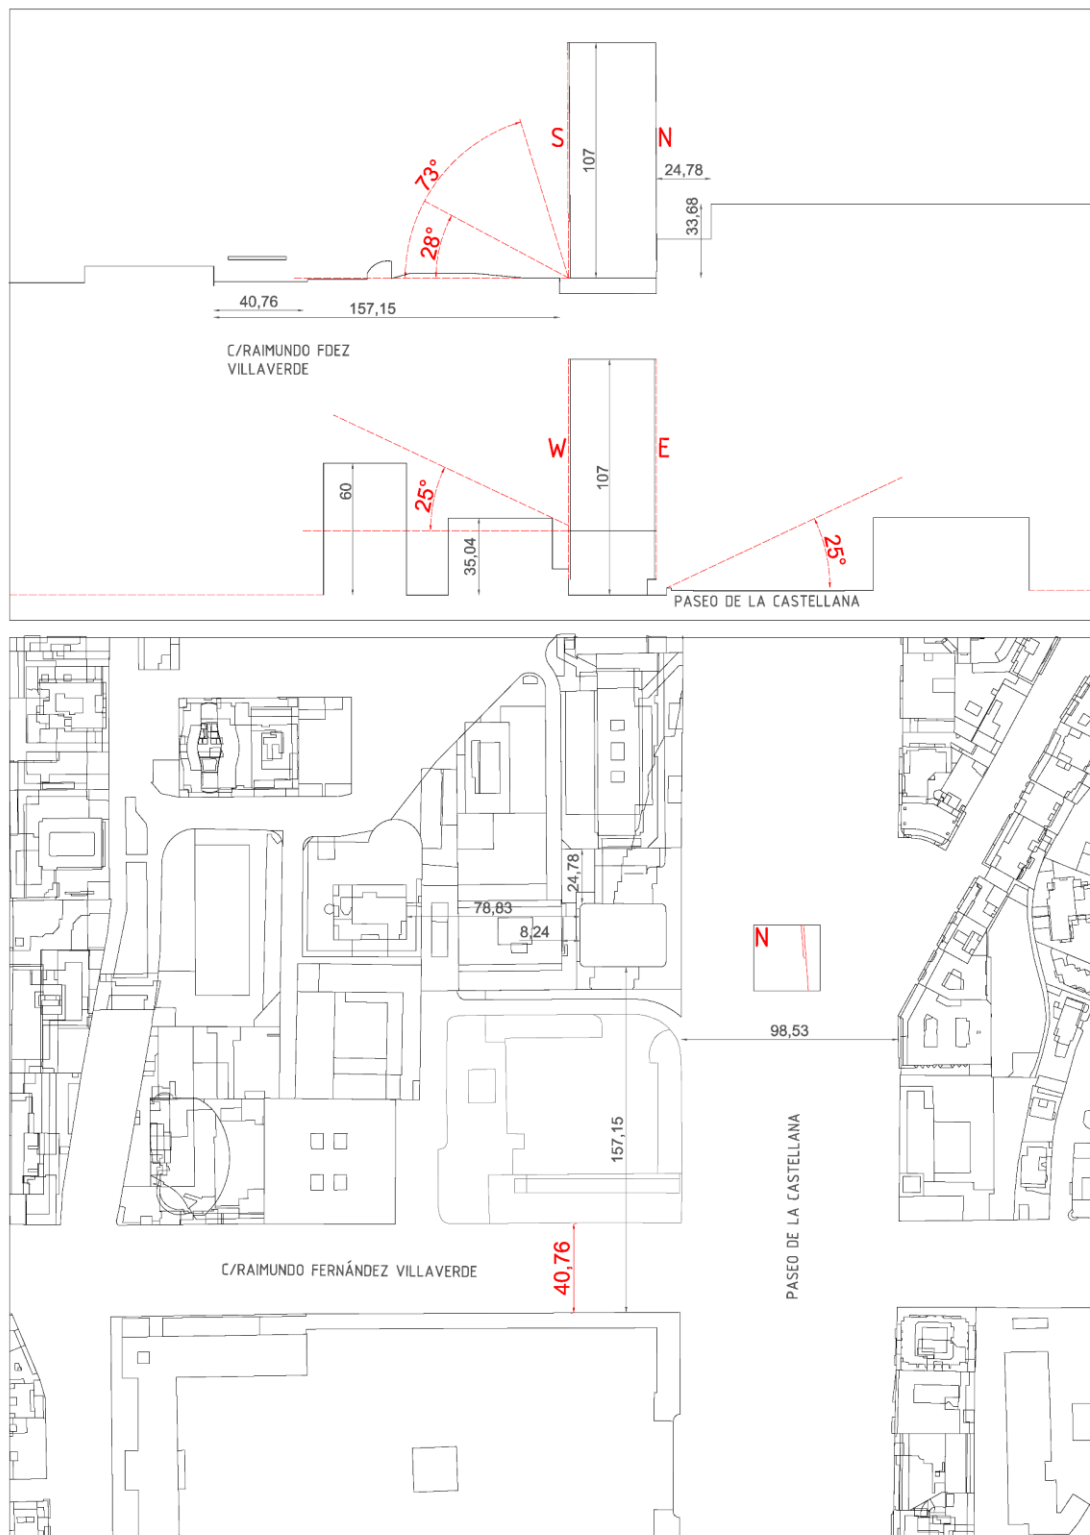 S
N
107
24,78
33,68
73°
28°
40,76
157,15
C/RAIMUNDO FDEZ
VILLAVERDE
W
E
60
25°
107
35,04
25°
PASEO DE LA CASTELLANA
24,78
78,83
8,24
N
98,53
157,15
PASEO DE LA CASTELLANA
40,76
C/RAIMUNDO FERNÁNDEZ VILLAVERDE